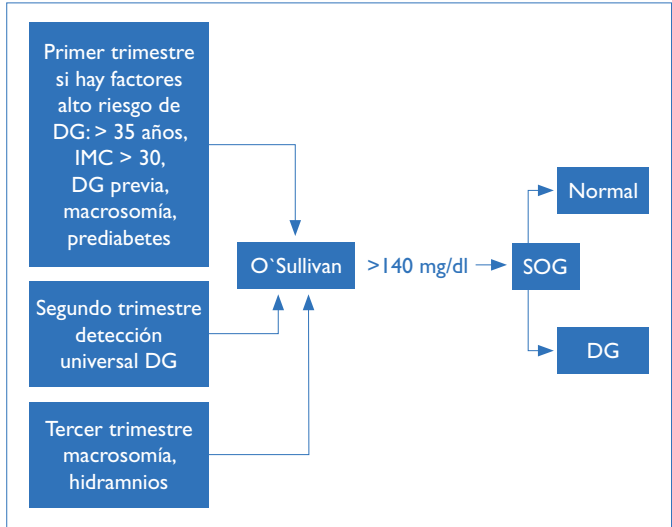 Primer trimestre
si hay factores
alto riesgo de
DG: > 35 años,
IMC > 30,
DG previa,
macrosomía,
prediabetes
Segundo trimestre
detección
universal DG
Tercer trimestre
macrosomía,
hidramnios
O`Sullivan
>140 mg/dl
SOG
Normal
DG